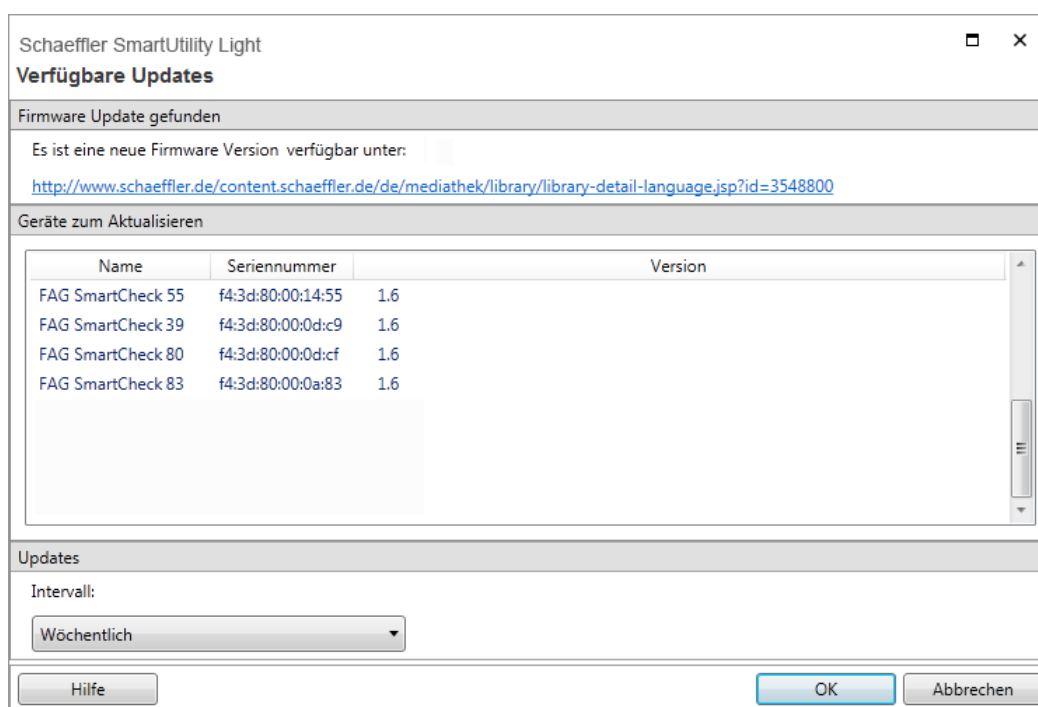 Schaeffler SmartUtility Light
Verfügbare Updates
Firmware Update gefunden
Es ist eine neue Firmware Version verfügbar unter:
http://www.schaeffler.de/content.schaeffler.de/de/mediathek/library/library-detail-language.jsp?id=3548800
Geräte zum Aktualisieren
Name Seriennummer Version
FAG SmartCheck 55 f4:3d:80:00:14:55 1.6
FAG SmartCheck 39 f4:3d:80:00:0d:c9 1.6
FAG SmartCheck 80 f4:3d:80:00:0d:cf 1.6
FAG SmartCheck 83 f4:3d:80:00:0a:83 1.6
Updates
Intervall:
Wöchentlich
Hilfe OK Abbrechen